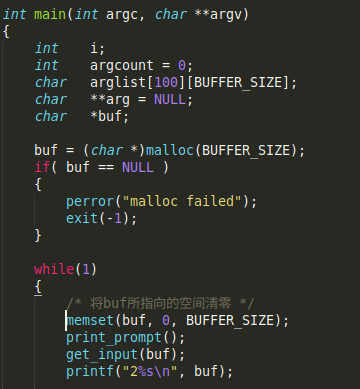 int main(int argc, char **argv)
{
    int    i;
    int    argcount = 0;
    char   arglist[100][BUFFER_SIZE];
    char   **arg = NULL;
    char   *buf;

    buf = (char *)malloc(BUFFER_SIZE);
    if( buf == NULL )
    {
        perror("malloc failed");
        exit(-1);
    }

    while(1)
    {
        /* 将buf所指向的空间清零 */
        memset(buf, 0, BUFFER_SIZE);
        print_prompt();
        get_input(buf);
        printf("2%s\n", buf);